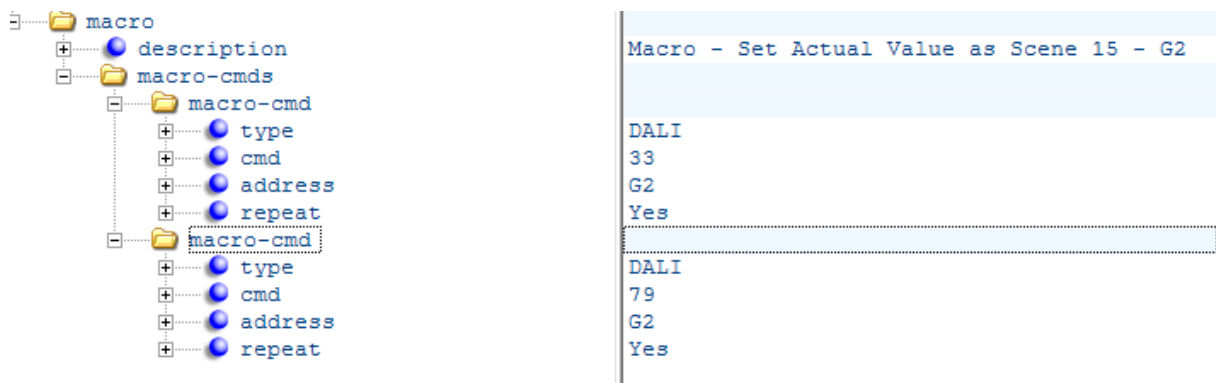 macro
description Macro - Set Actual Value as Scene 15 - G2
macro-cmds
macro-cmd
type DALI
cmd 33
address G2
repeat Yes
macro-cmd
type DALI
cmd 79
address G2
repeat Yes